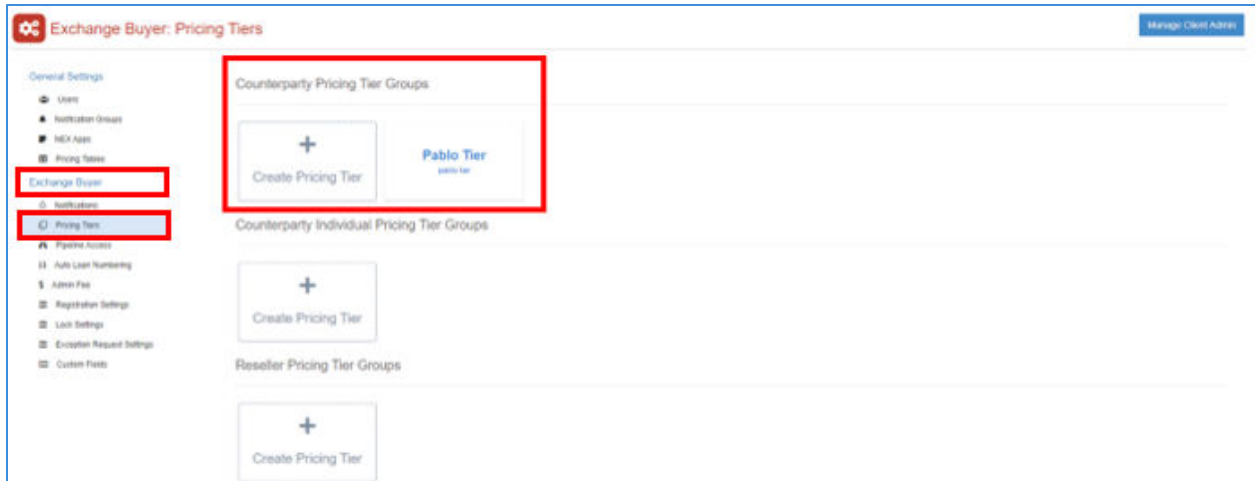 Exchange Buyer: Pricing Tiers
Manage Client Admin
General Settings
Users
Notification Groups
NEX Apps
Pricing Tables
Exchange Buyer
Notifications
Pricing Tiers
Pipeline Access
Auto Loan Numbering
Admin Fee
Registration Settings
Lock Settings
Exception Request Settings
Custom Fields
Counterparty Pricing Tier Groups
Create Pricing Tier
Pablo Tier
pablo tier
Counterparty Individual Pricing Tier Groups
Create Pricing Tier
Reseller Pricing Tier Groups
Create Pricing Tier